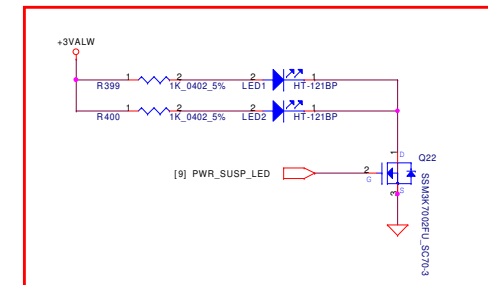 +3VALW
1 2 2 1
R399 1K_0402_5% LED1 HT-121BP
1 2 2 1
R400 1K_0402_5% LED2 HT-121BP
1 D Q22
[9] PWR_SUSP_LED 2 G
3 S
SSM3K7002FU_SC70-3